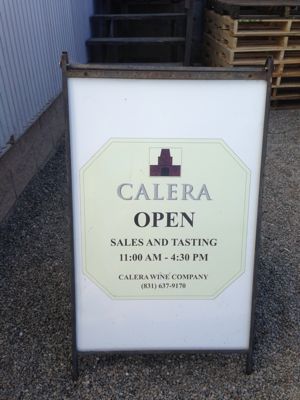 CALERA
OPEN
SALES AND TASTING
11:00 AM - 4:30 PM
CALERA WINE COMPANY
(831) 637-9170